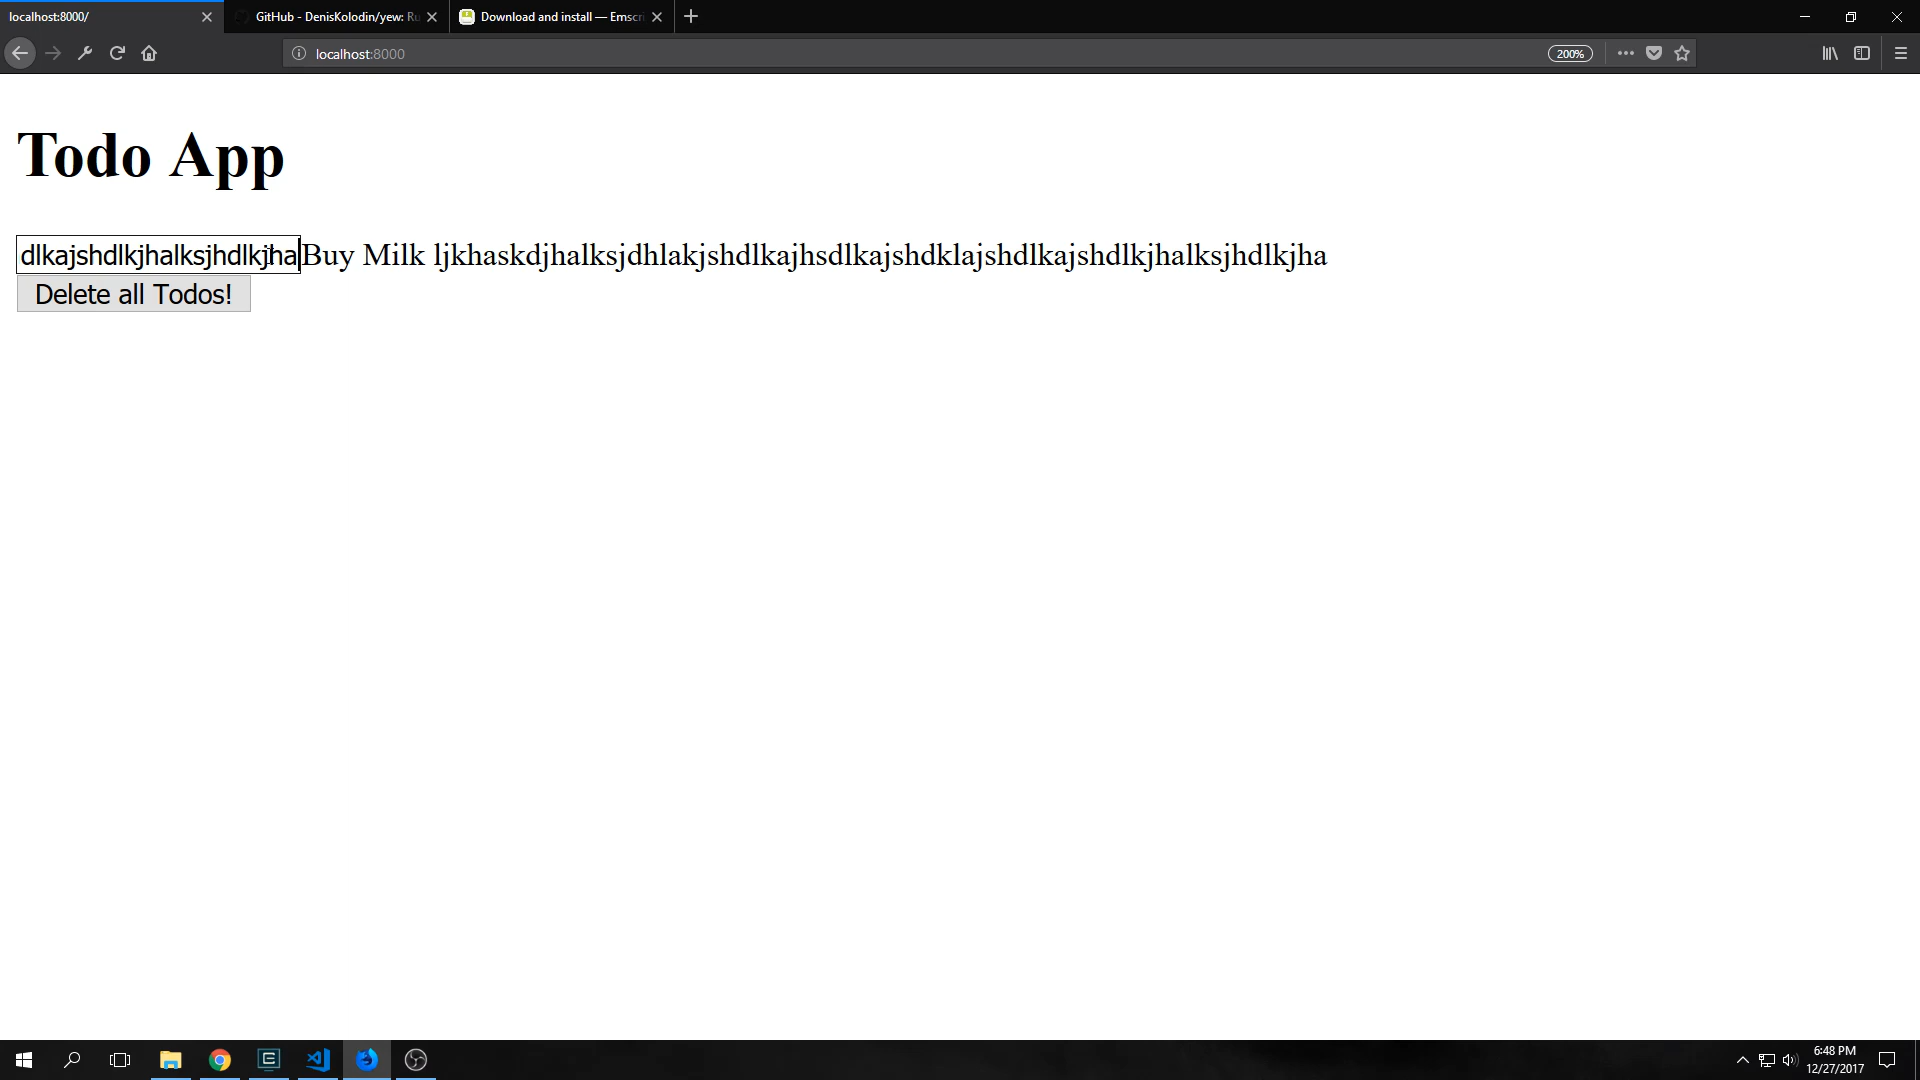 localhost:8000/
GitHub - DenisKolodin/yew: Ru
Download and install — Emscri
localhost:8000
200%
Todo App
dlkajshdlkjhalksjhdlkjha
Buy Milk ljkhaskdjhalksjdhlakjshdlkajhsdlkajshdklajshdlkajshdlkjhalksjhdlkjha
Delete all Todos!
6:48 PM
12/27/2017